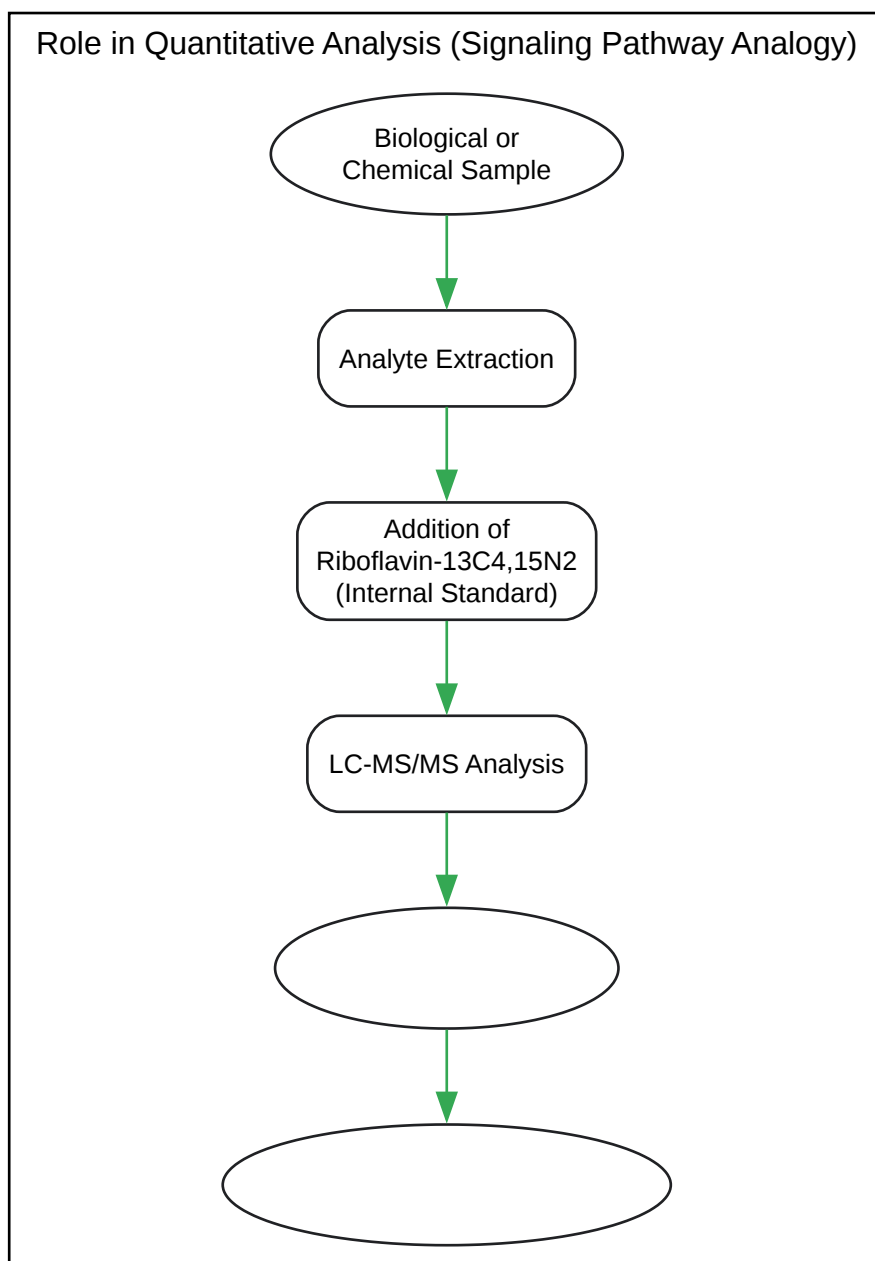 Role in Quantitative Analysis (Signaling Pathway Analogy)
Biological or
Chemical Sample
Analyte Extraction
Addition of
Riboflavin-13C4,15N2
(Internal Standard)
LC-MS/MS Analysis